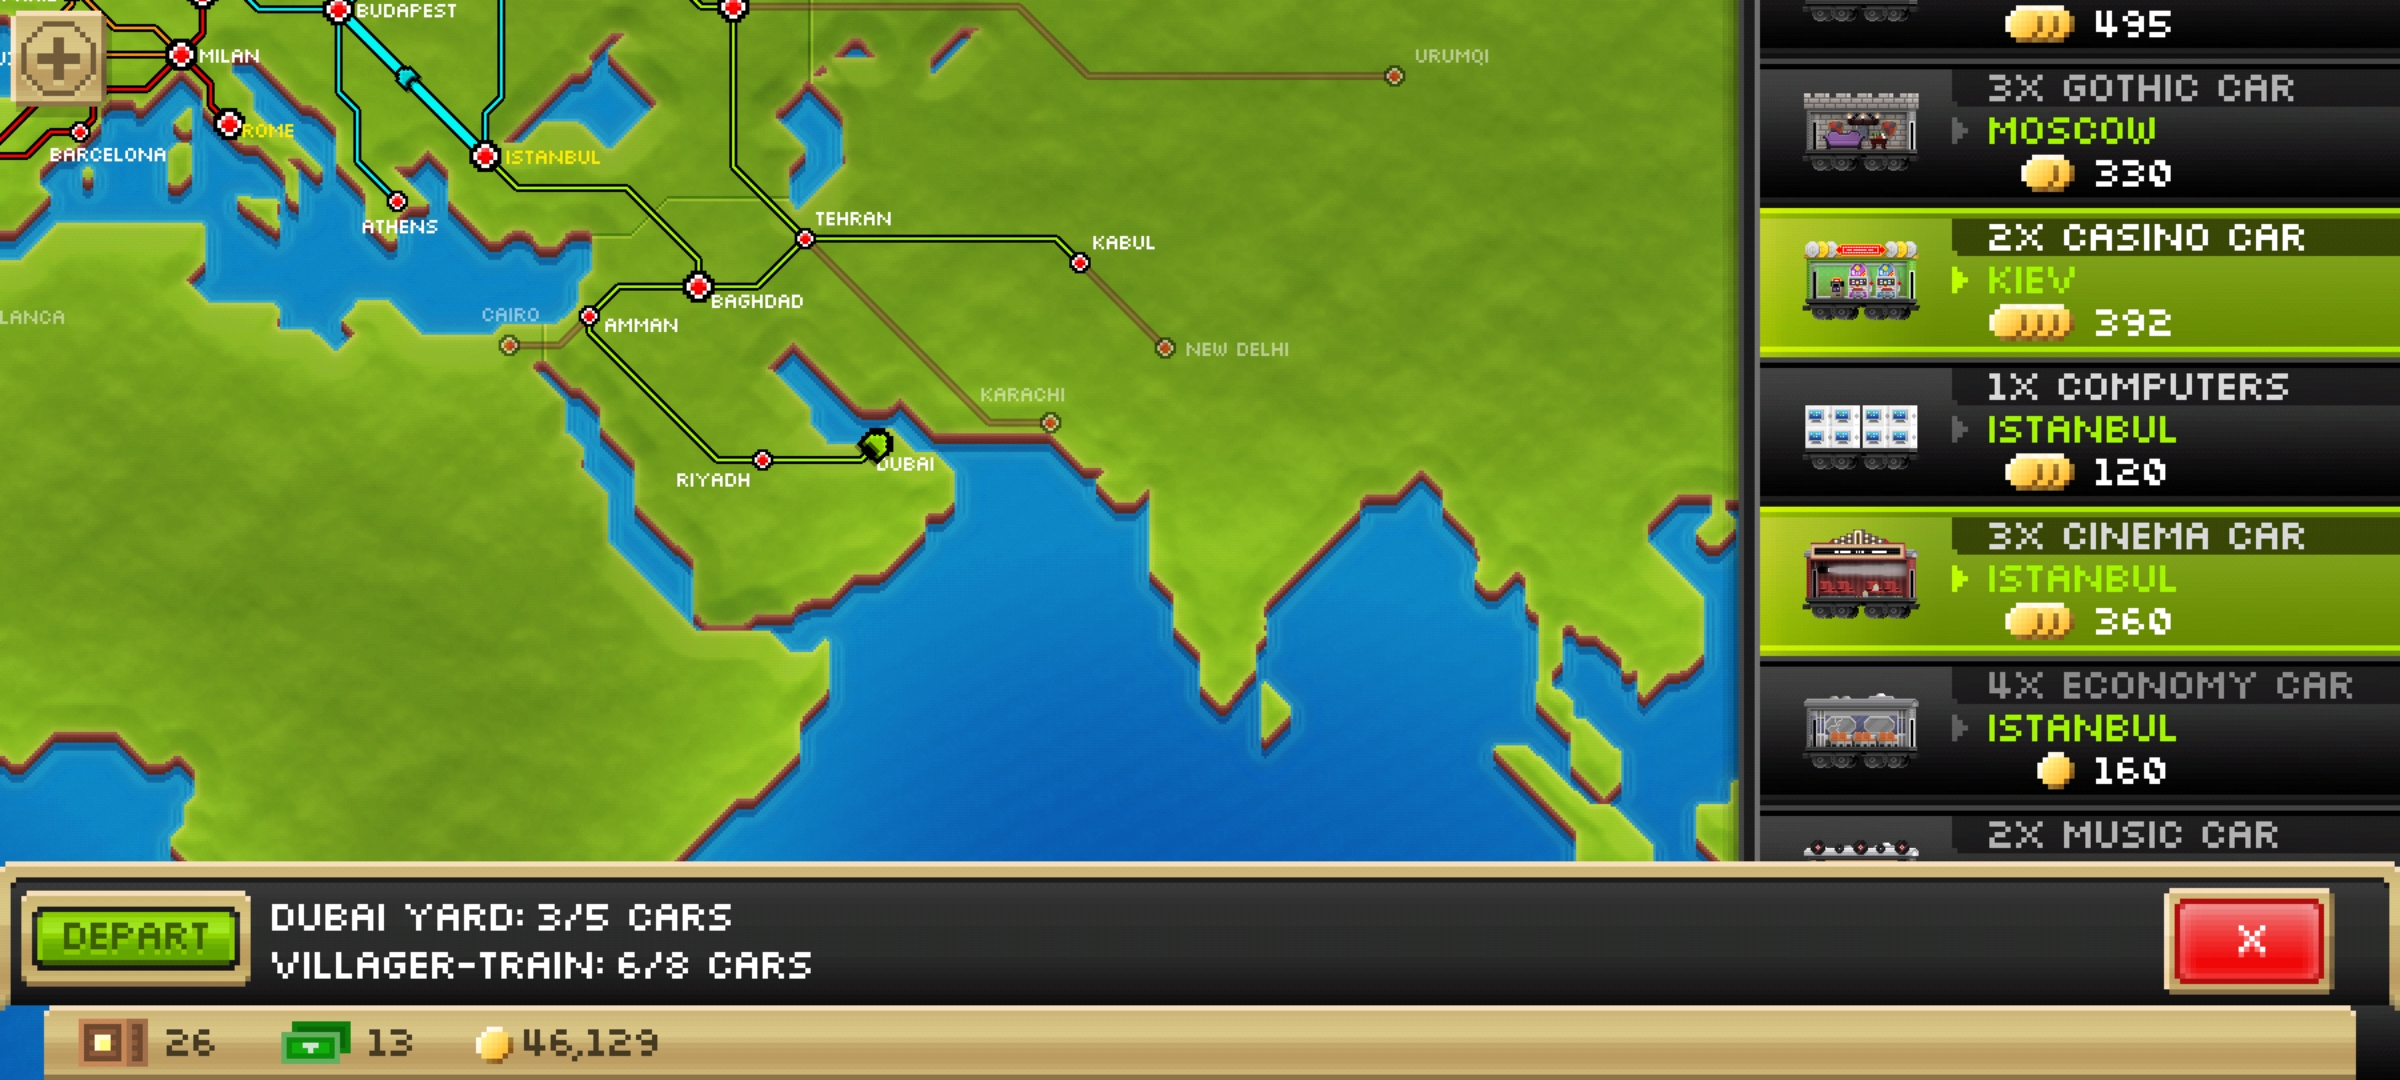 BUDAPEST
MILAN
ROME
BARCELONA
ISTANBUL
ATHENS
URUMQI
TEHRAN
KABUL
BAGHDAD
LANCA
CAIRO
AMMAN
NEW DELHI
KARACHI
RIYADH
DUBAI
495
3X GOTHIC CAR
MOSCOW
330
2X CASINO CAR
KIEV
392
1X COMPUTERS
ISTANBUL
120
3X CINEMA CAR
ISTANBUL
360
4X ECONOMY CAR
ISTANBUL
160
2X MUSIC CAR
DEPART
DUBAI YARD: 3/5 CARS
VILLAGER-TRAIN: 6/8 CARS
X
26
13
46,129